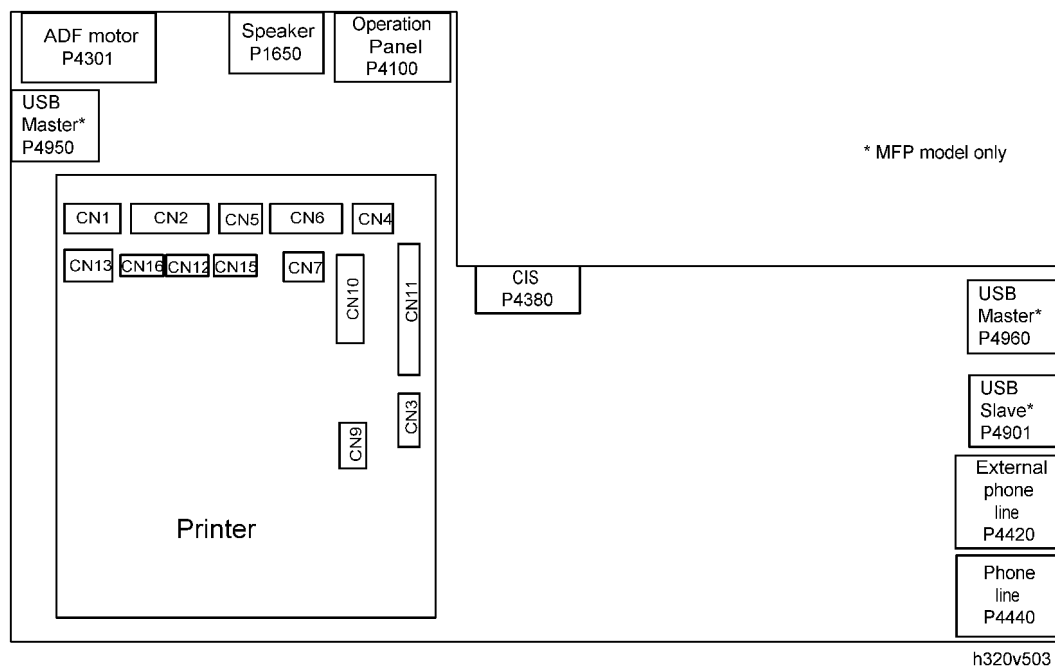 ADF motor
P4301
Speaker
P1650
Operation
Panel
P4100
USB
Master*
P4950
* MFP model only
CN1
CN2
CN5
CN6
CN4
CN13
CN16
CN12
CN15
CN7
CN10
CN11
CN3
CN9
Printer
CIS
P4380
USB
Master*
P4960
USB
Slave*
P4901
External
phone
line
P4420
Phone
line
P4440
h320v503